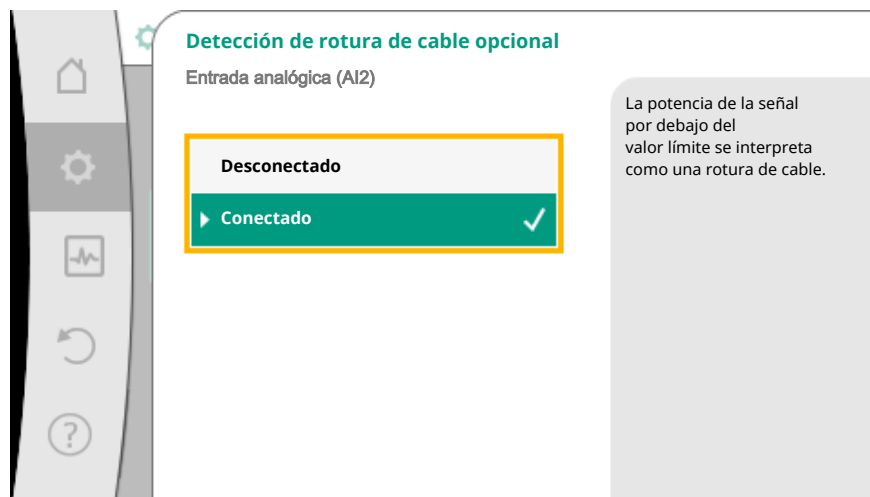 Detección de rotura de cable opcional
Entrada analógica (AI2)
Desconectado
Conectado
La potencia de la señal
por debajo del
valor límite se interpreta
como una rotura de cable.
?